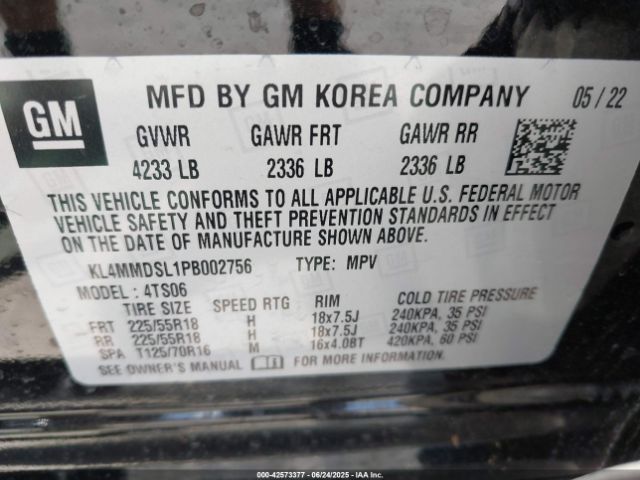 GM
MFD BY GM KOREA COMPANY 05/22
GVWR GAWR FRT GAWR RR
4233 LB 2336 LB 2336 LB
THIS VEHICLE CONFORMS TO ALL APPLICABLE U.S. FEDERAL MOTOR
VEHICLE SAFETY AND THEFT PREVENTION STANDARDS IN EFFECT
ON THE DATE OF MANUFACTURE SHOWN ABOVE.
KL4MMDSL1PB002756 TYPE: MPV
MODEL: 4TS06
TIRE SIZE SPEED RTG RIM COLD TIRE PRESSURE
FRT 225/55R18 H 18x7.5J 240KPA, 35 PSI
RR 225/55R18 H 18x7.5J 240KPA, 35 PSI
SPA T125/70R16 M 16x4.0BT 420KPA, 60 PSI
SEE OWNER'S MANUAL FOR MORE INFORMATION
000-42573377 - 06/24/2025 - IAA Inc.